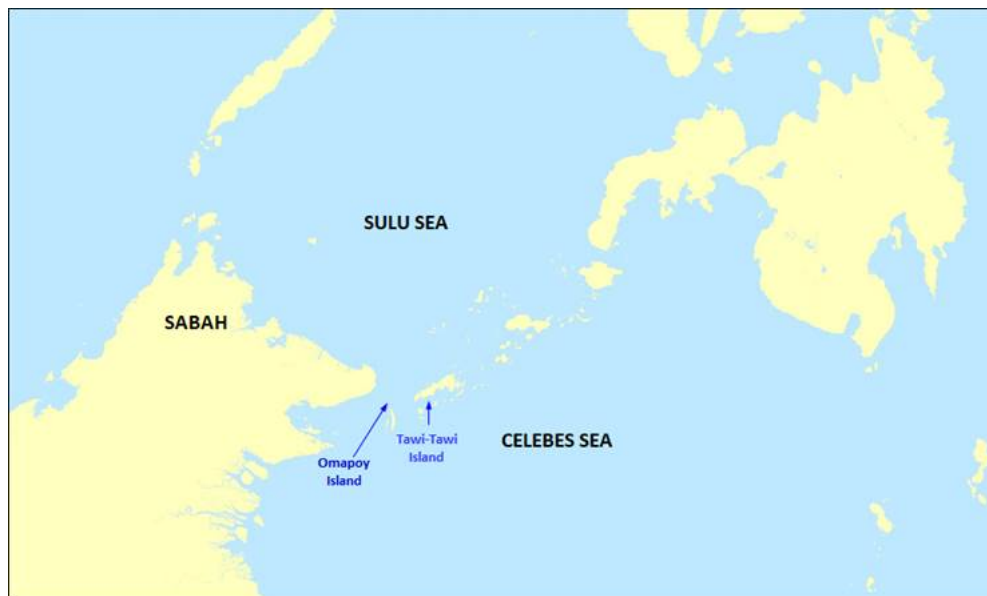 SULU SEA
SABAH
Tawi-Tawi
Island
CELEBES SEA
Omapoy
Island